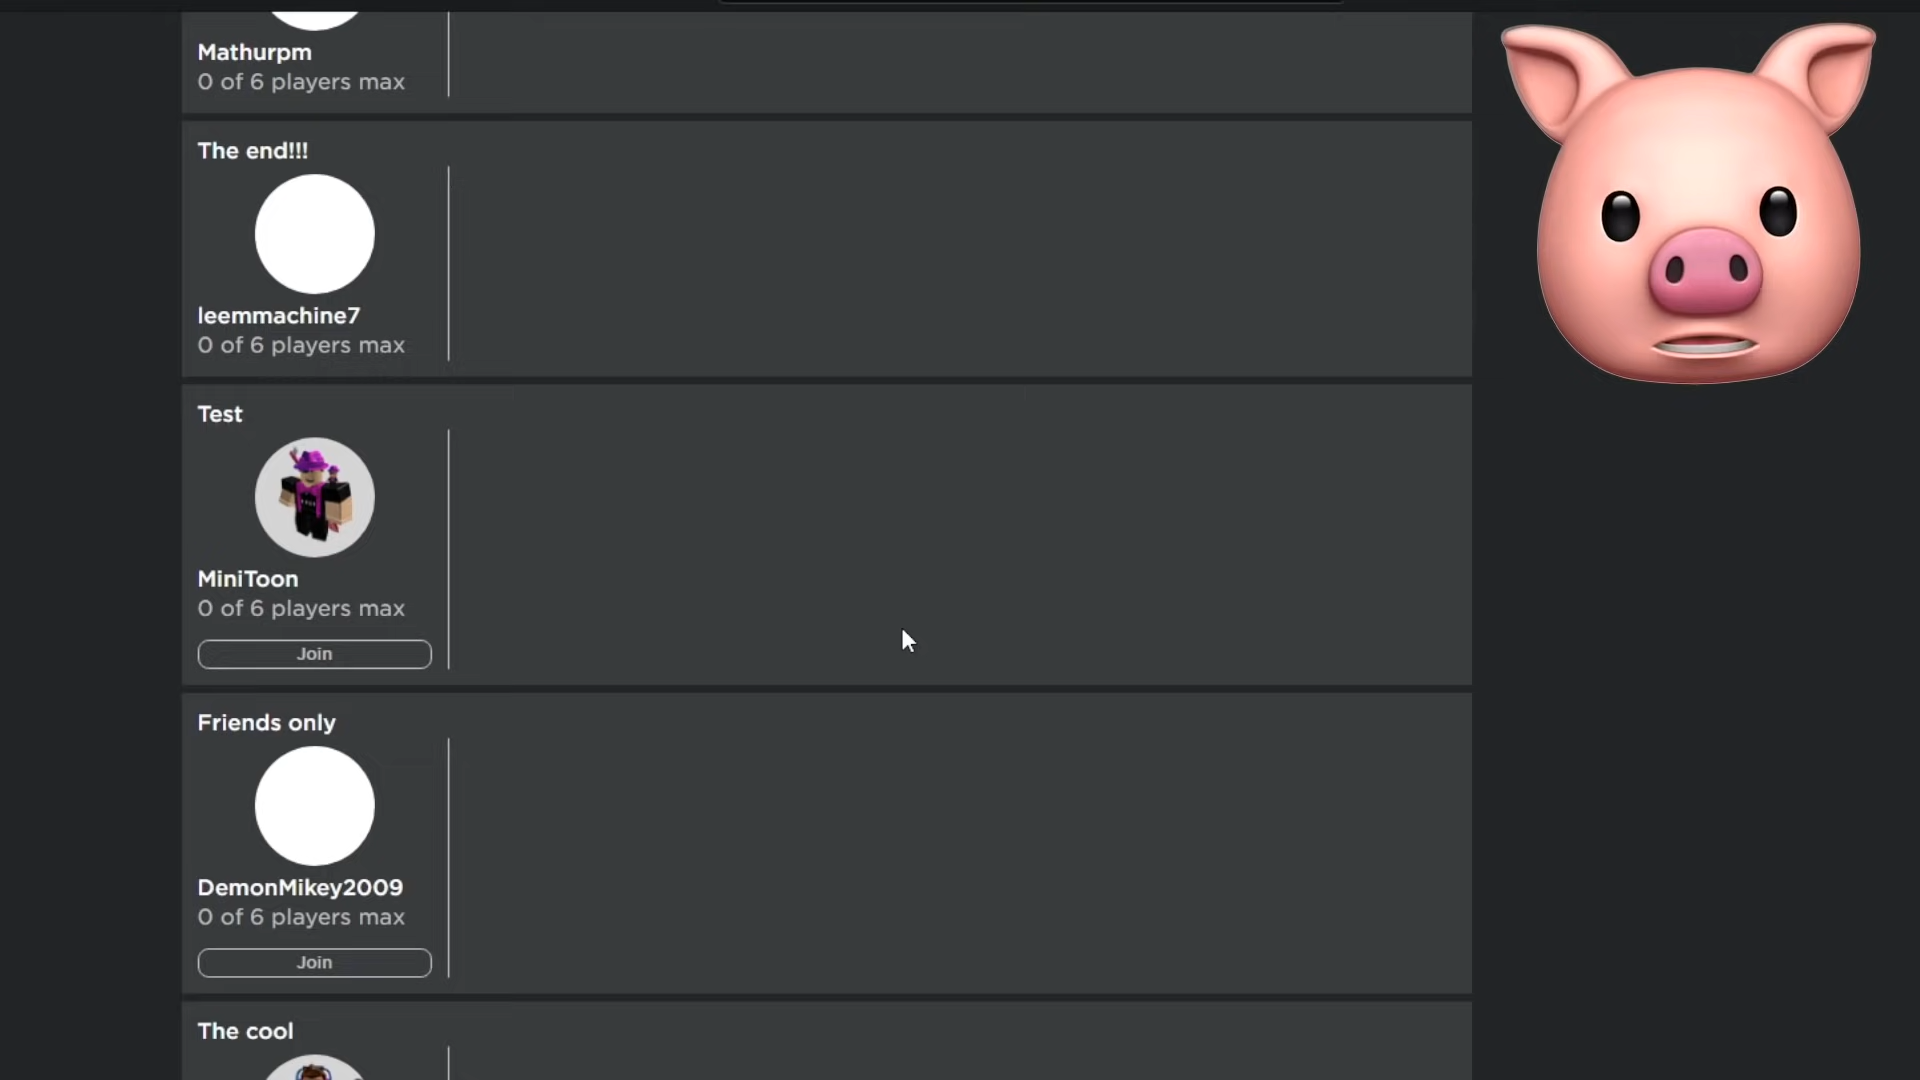 Mathurpm
0 of 6 players max
The end!!!
leemmachine7
0 of 6 players max
Test
MiniToon
0 of 6 players max
Join
Friends only
DemonMikey2009
0 of 6 players max
Join
The cool